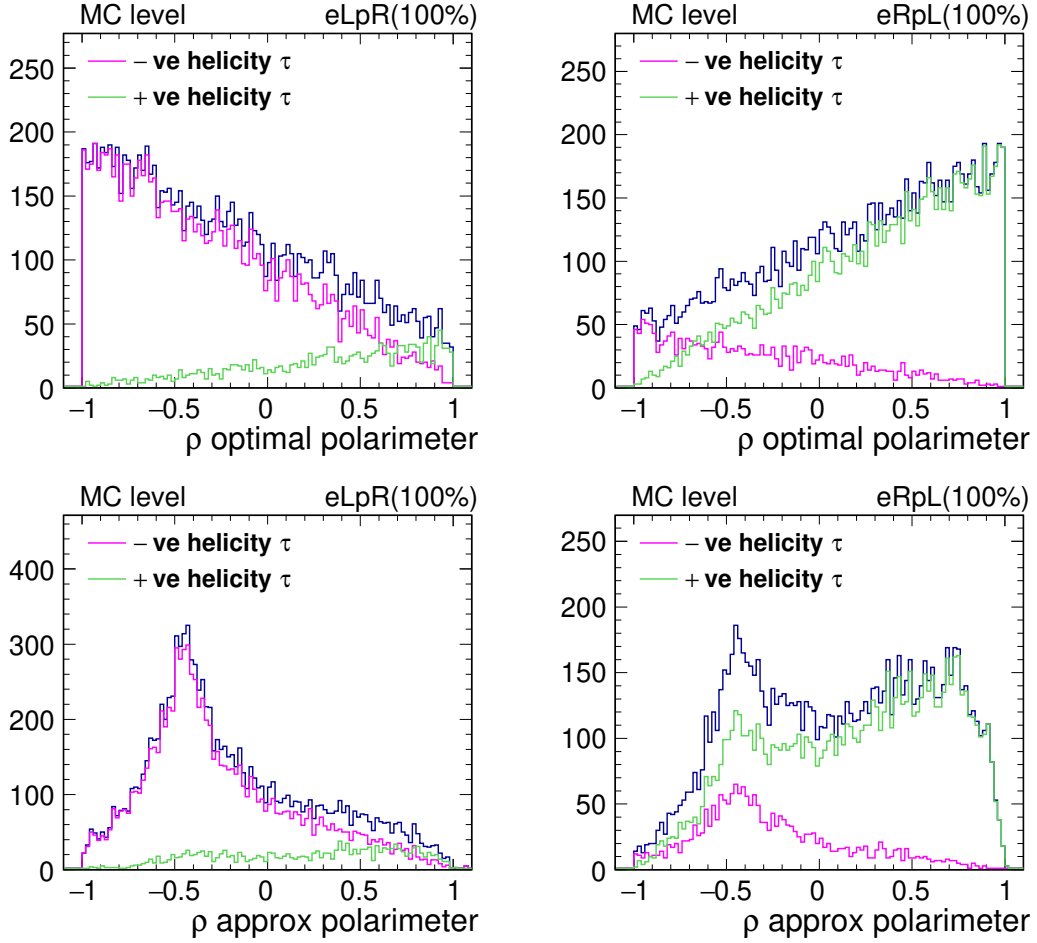 MC level eLpR(100%)
− ve helicity τ
+ ve helicity τ
250
200
150
100
50
0
−1 −0.5 0 0.5 1
ρ optimal polarimeter
MC level eRpL(100%)
− ve helicity τ
+ ve helicity τ
250
200
150
100
50
0
−1 −0.5 0 0.5 1
ρ optimal polarimeter
MC level eLpR(100%)
− ve helicity τ
+ ve helicity τ
400
300
200
100
0
−1 −0.5 0 0.5 1
ρ approx polarimeter
MC level eRpL(100%)
− ve helicity τ
+ ve helicity τ
250
200
150
100
50
0
−1 −0.5 0 0.5 1
ρ approx polarimeter